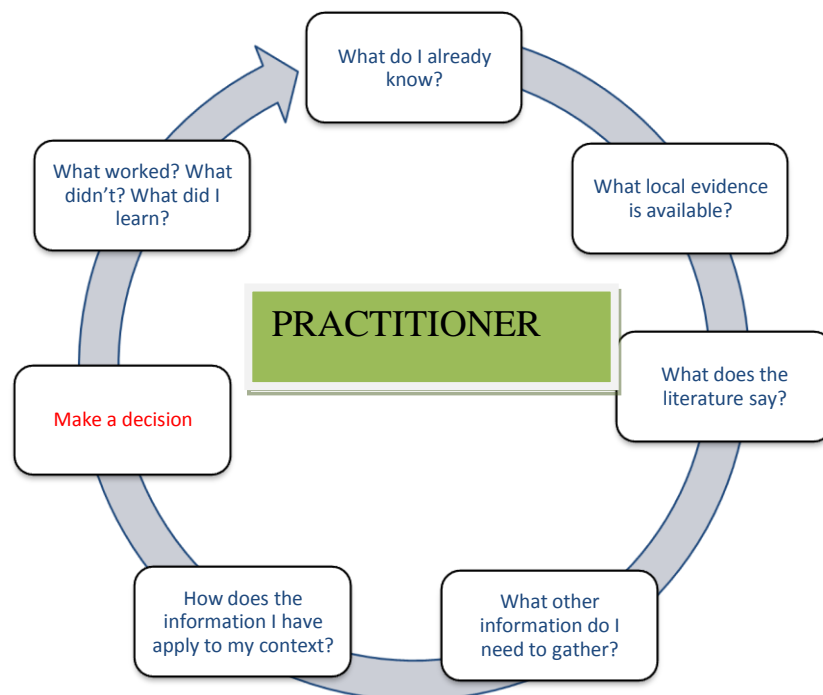 What do I already
know?
What local evidence
is available?
What does the
literature say?
What other
information do I
need to gather?
How does the
information I have
apply to my context?
Make a decision
What worked? What
didn’t? What did I
learn?
PRACTITIONER